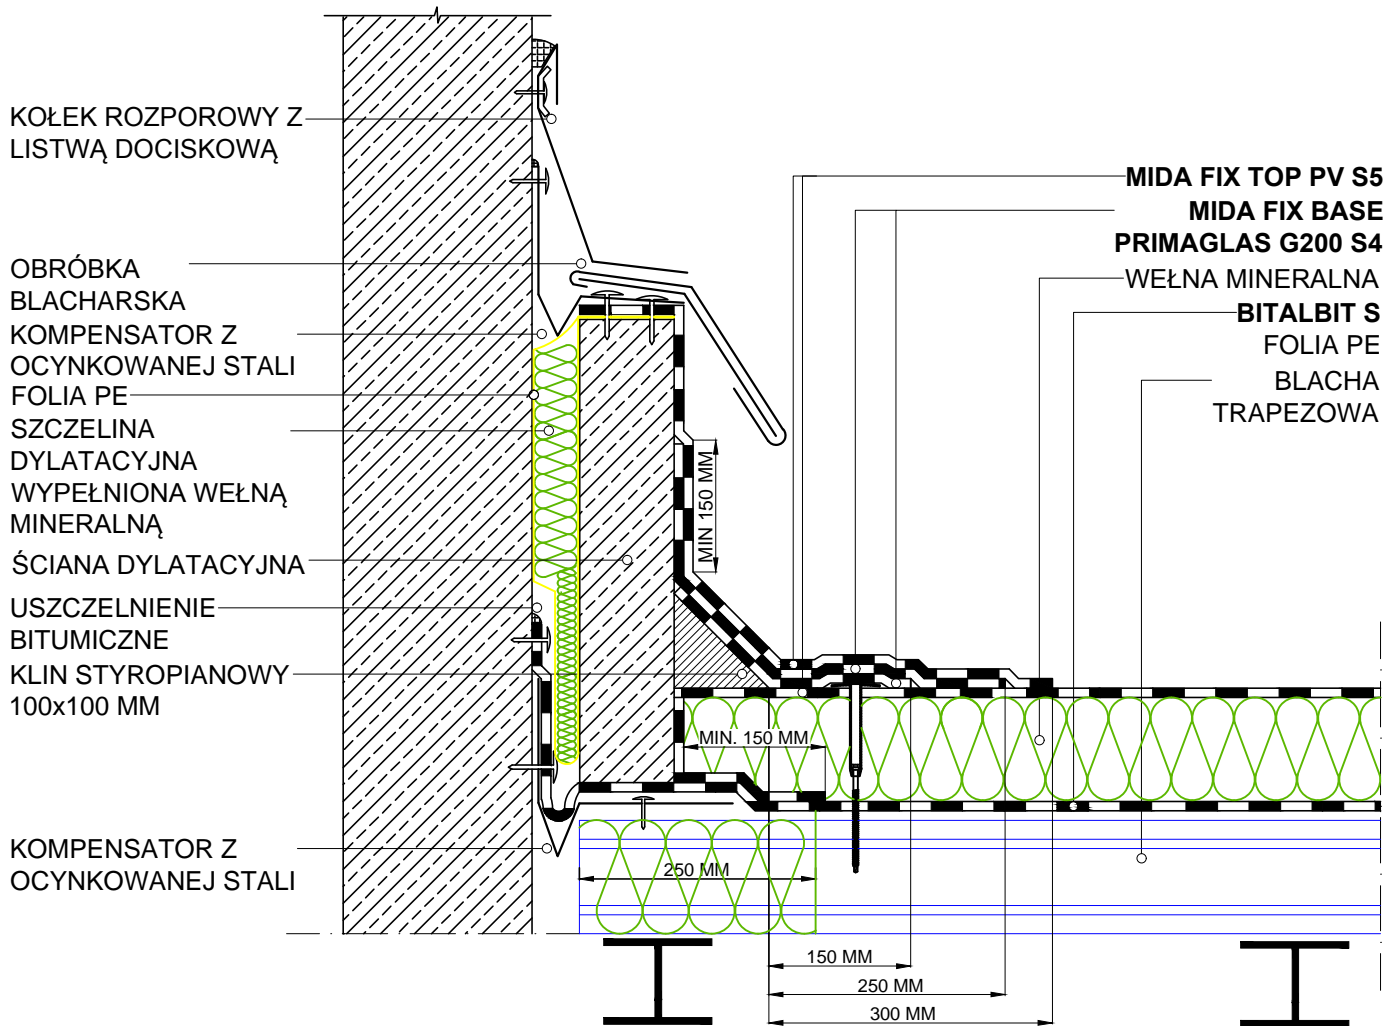 KOŁEK ROZPOROWY Z
LISTWĄ DOCISKOWĄ
OBRÓBKA
BLACHARSKA
KOMPENSATOR Z
OCYNKOWANEJ STALI
FOLIA PE
SZCZELINA
DYLATACYJNA
WYPEŁNIONA WEŁNĄ
MINERALNĄ
ŚCIANA DYLATACYJNA
USZCZELNIENIE
BITUMICZNE
KLIN STYROPIANOWY
100x100 MM
KOMPENSATOR Z
OCYNKOWANEJ STALI
MIDA FIX TOP PV S5
MIDA FIX BASE
PRIMAGLAS G200 S4
WEŁNA MINERALNA
BITALBIT S
FOLIA PE
BLACHA
TRAPEZOWA
MIN 150 MM
MIN. 150 MM
250 MM
150 MM
250 MM
300 MM